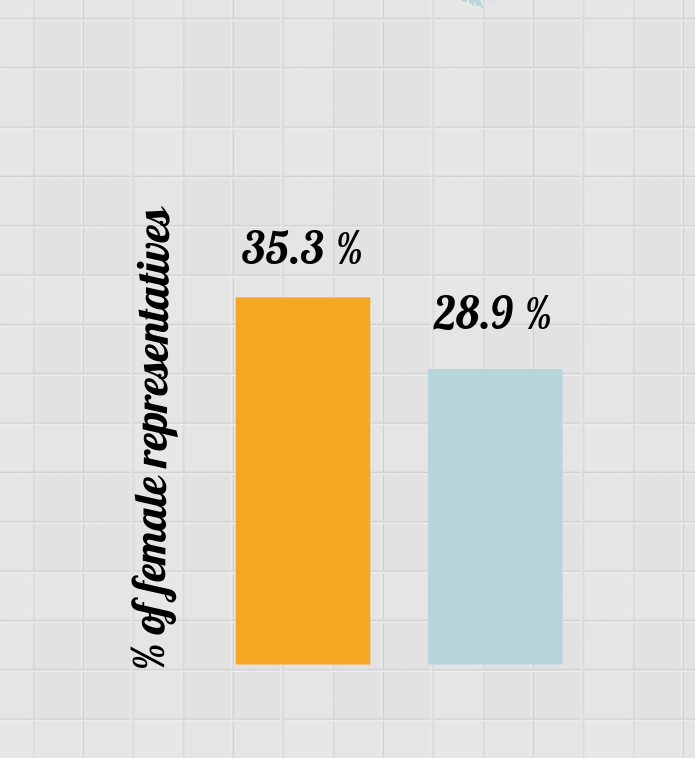 % of female representatives
35.3 %
28.9 %